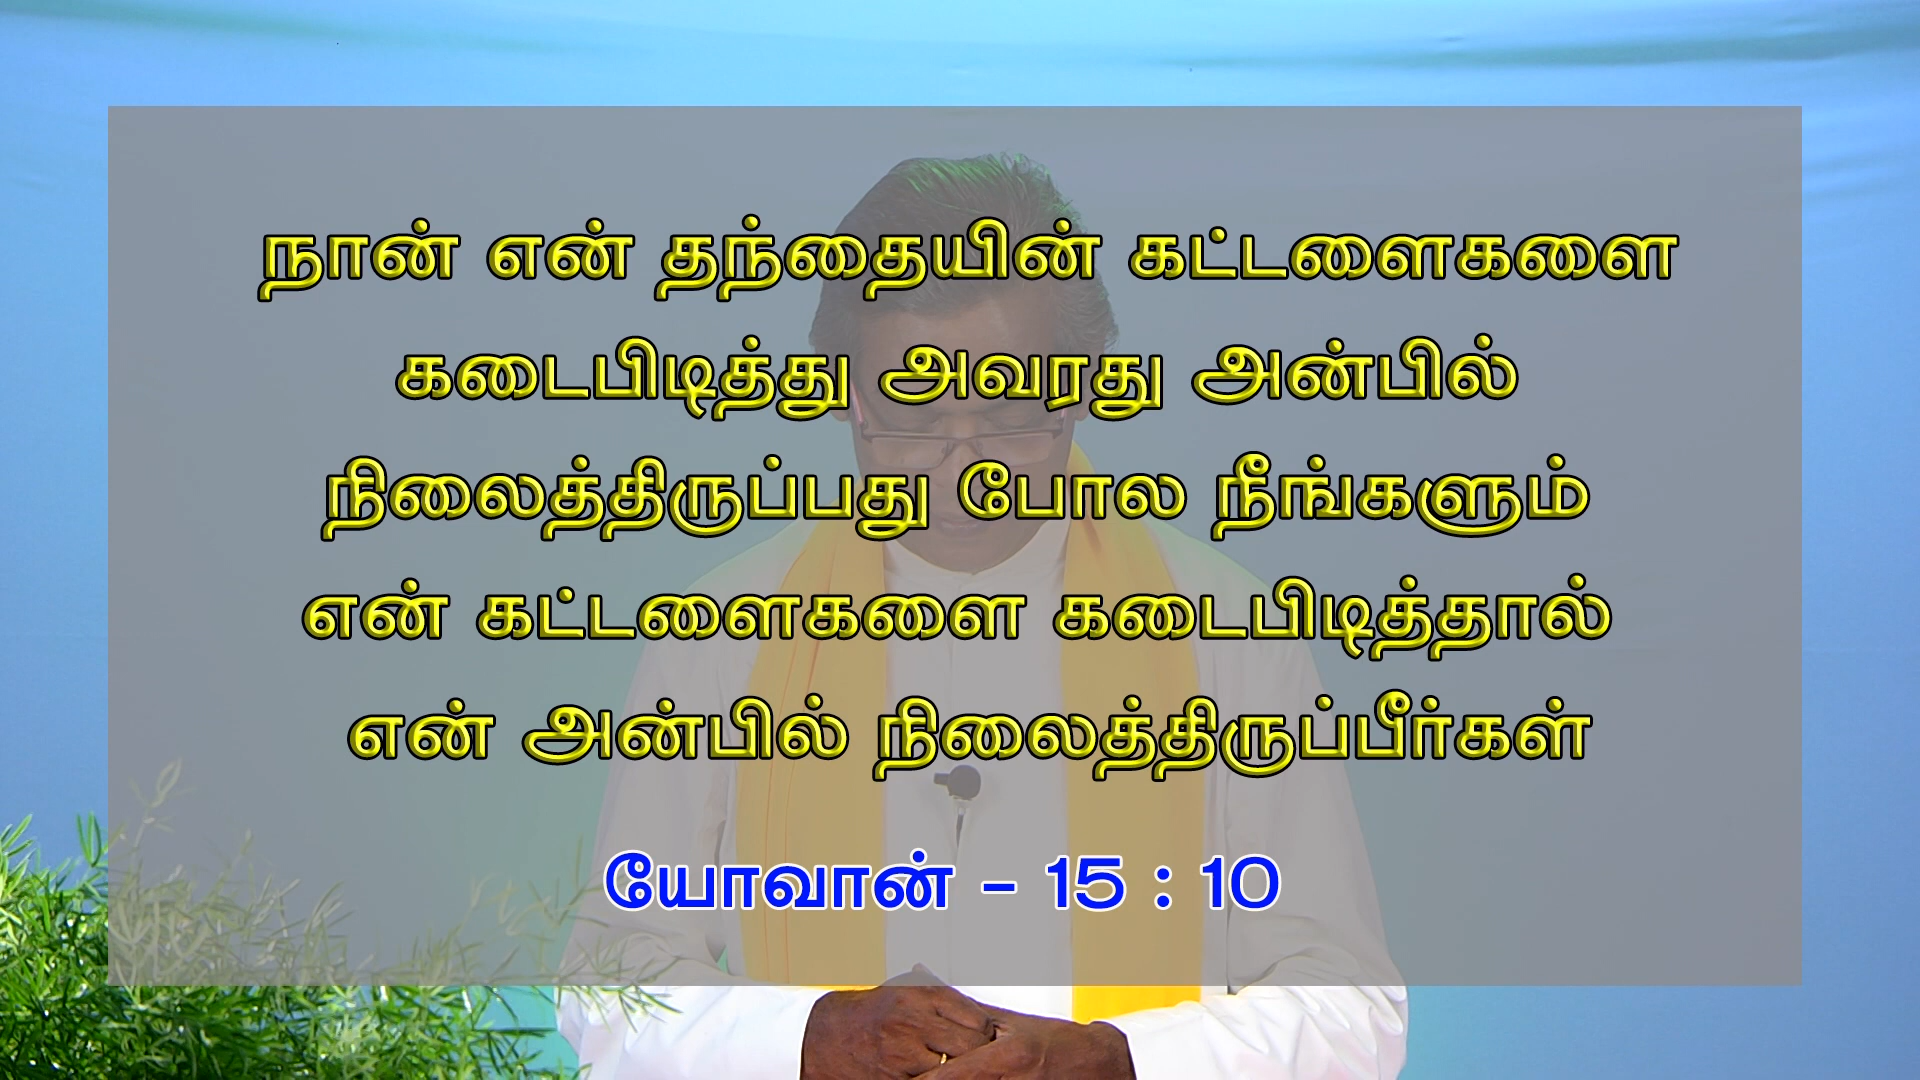 நான் என் தந்தையின் கட்டளைகளை
கடைபிடித்து அவரது அன்பில்
நிலைத்திருப்பது போல நீங்களும்
என் கட்டளைகளை கடைபிடித்தால்
என் அன்பில் நிலைத்திருப்பீர்கள்
யோவான் - 15 : 10